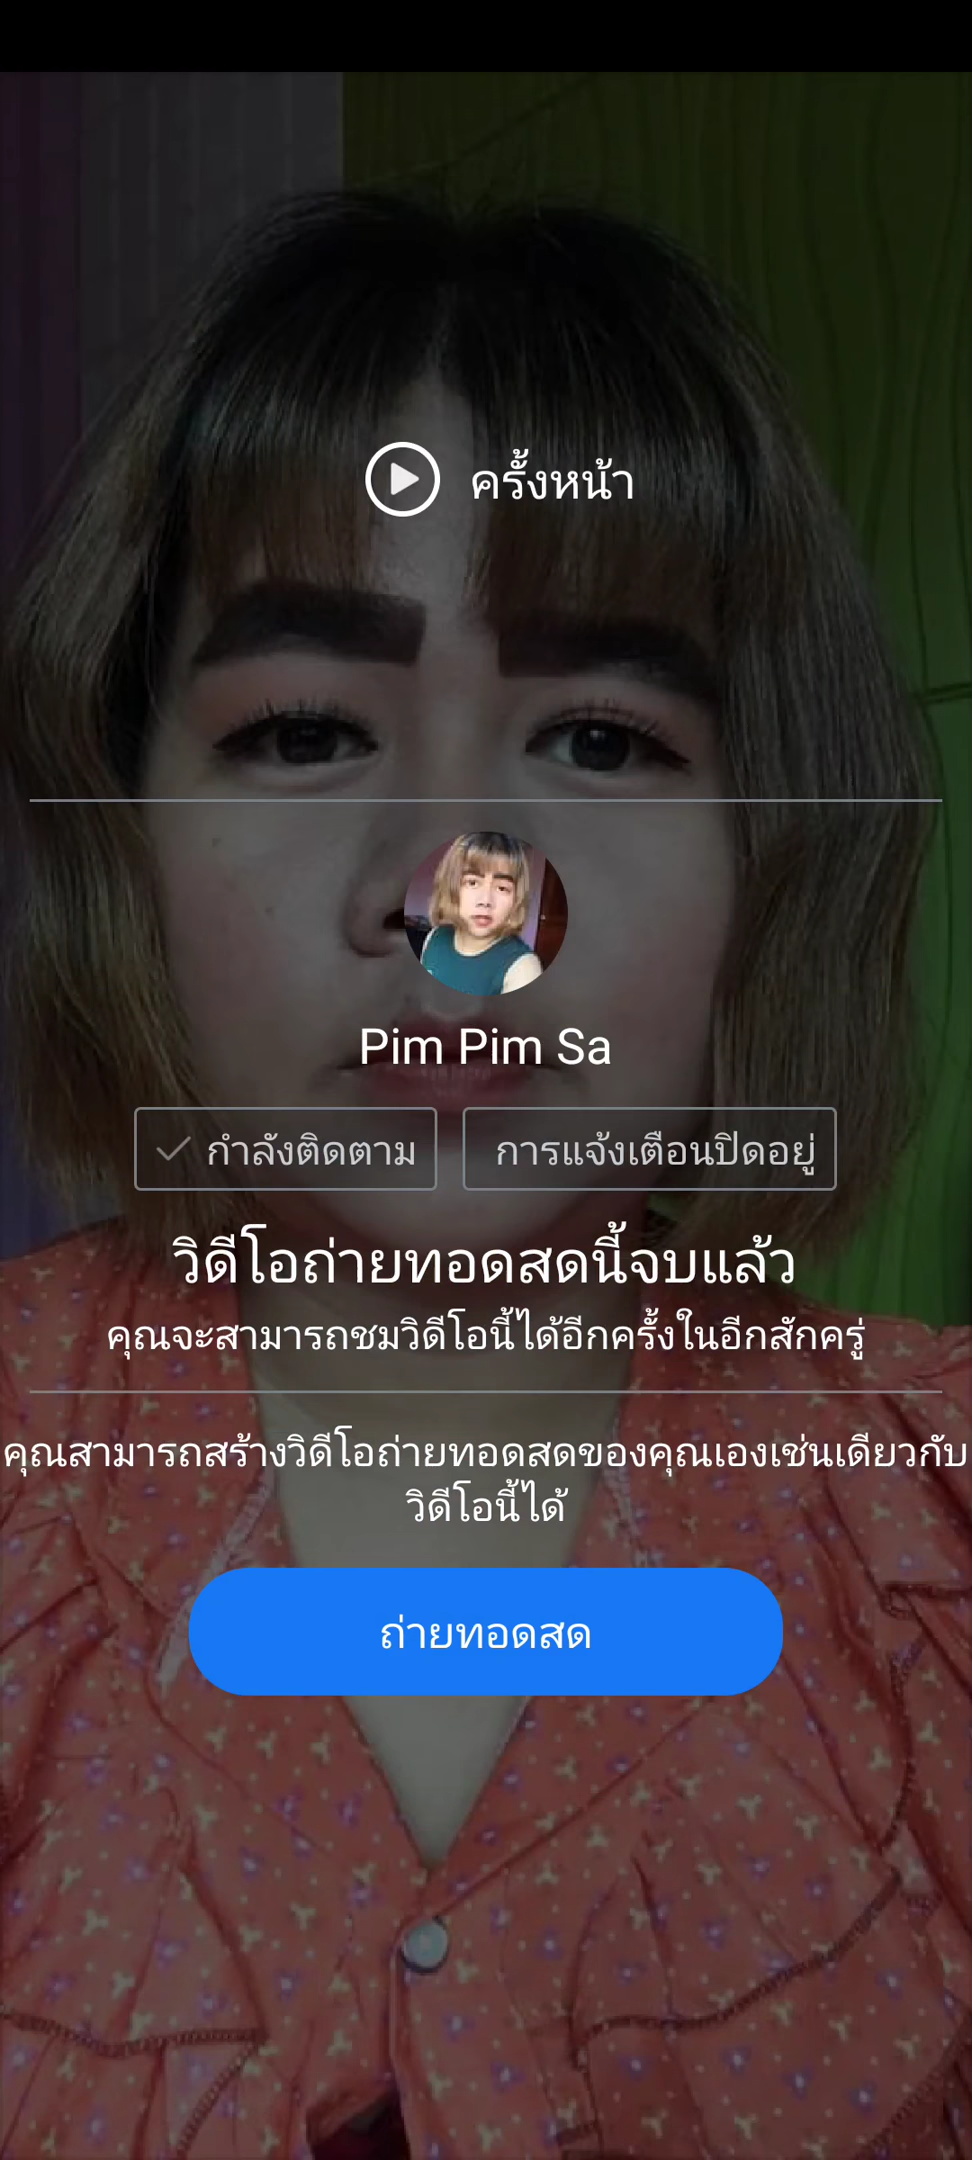 ครั้งหน้า
Pim Pim Sa
กำลังติดตาม
การแจ้งเตือนปิดอยู่
วิดีโอถ่ายทอดสดนี้จบแล้ว
คุณจะสามารถชมวิดีโอนี้ได้อีกครั้งในอีกสักครู่
คุณสามารถสร้างวิดีโอถ่ายทอดสดของคุณเองเช่นเดียวกับ
วิดีโอนี้ได้
ถ่ายทอดสด